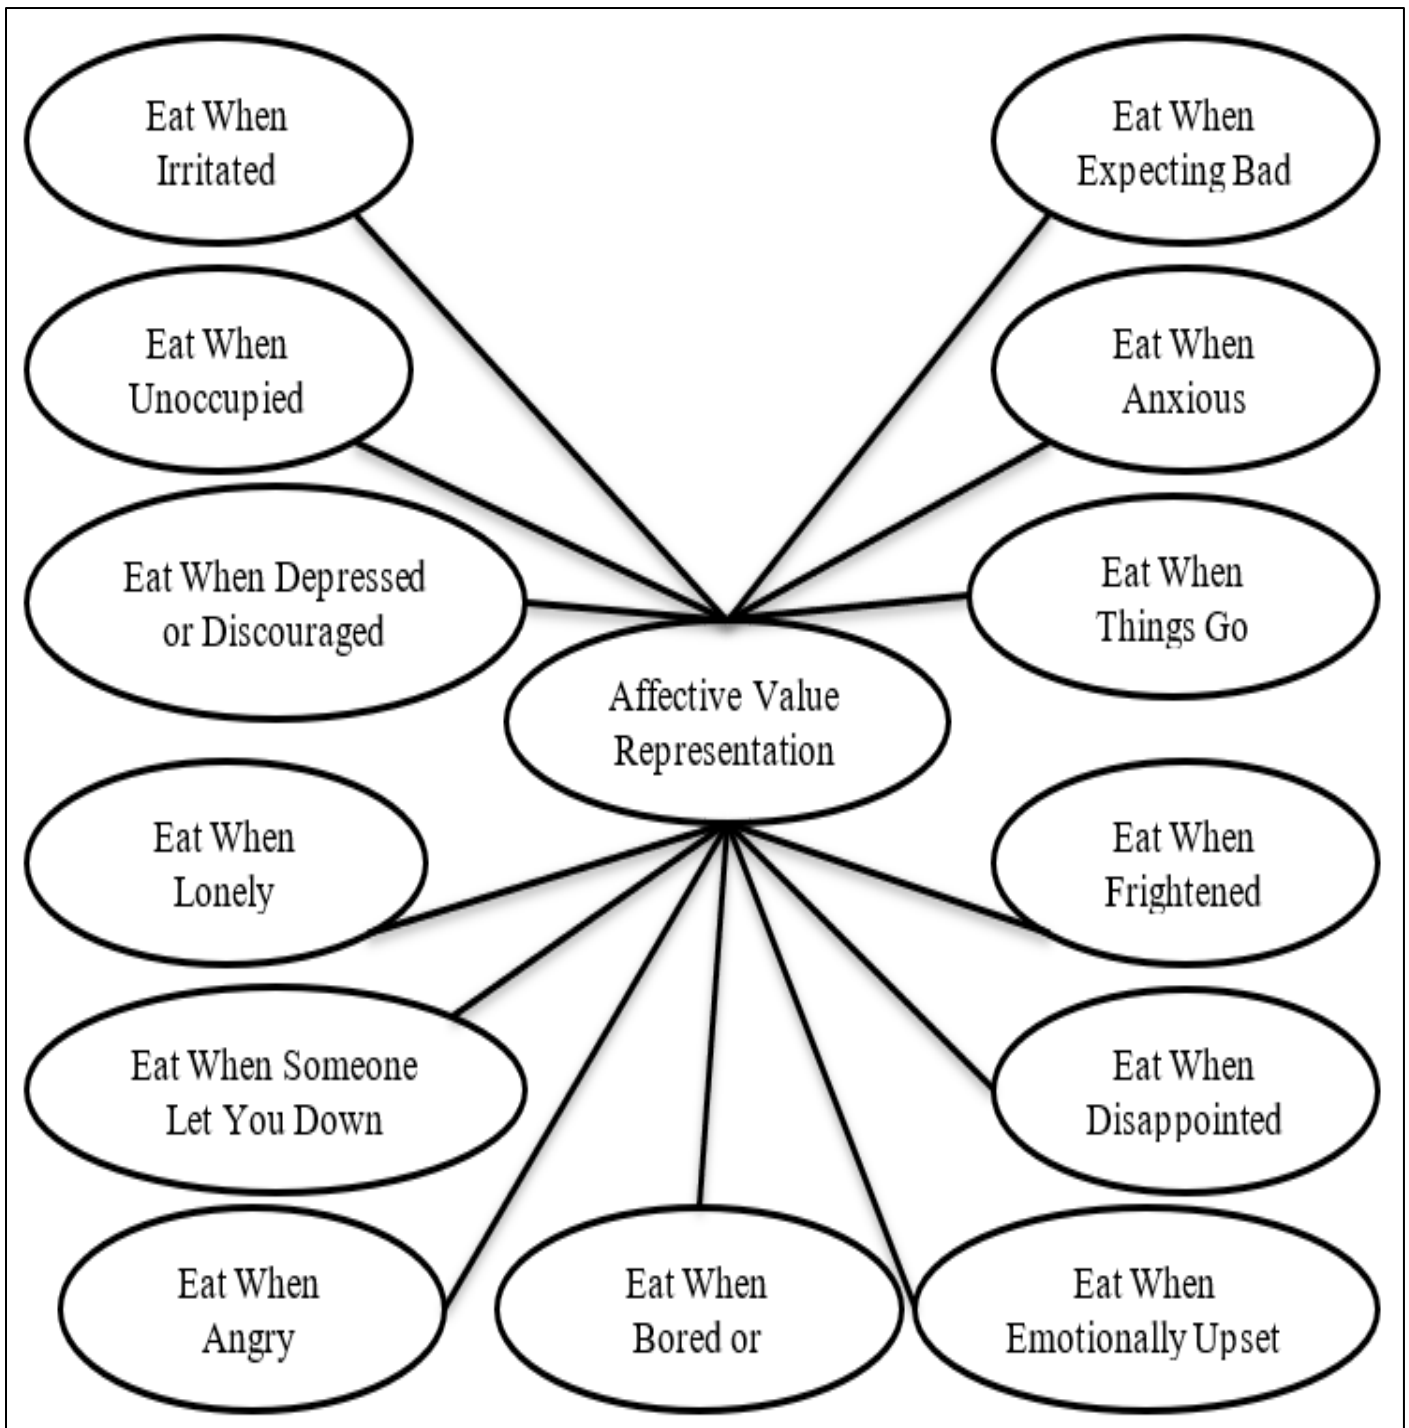 Eat When
Irritated
Eat When
Expecting Bad
Eat When
Unoccupied
Eat When
Anxious
Eat When Depressed
or Discouraged
Eat When
Things Go
Affective Value
Representation
Eat When
Lonely
Eat When
Frightened
Eat When Someone
Let You Down
Eat When
Disappointed
Eat When
Angry
Eat When
Bored or
Eat When
Emotionally Upset